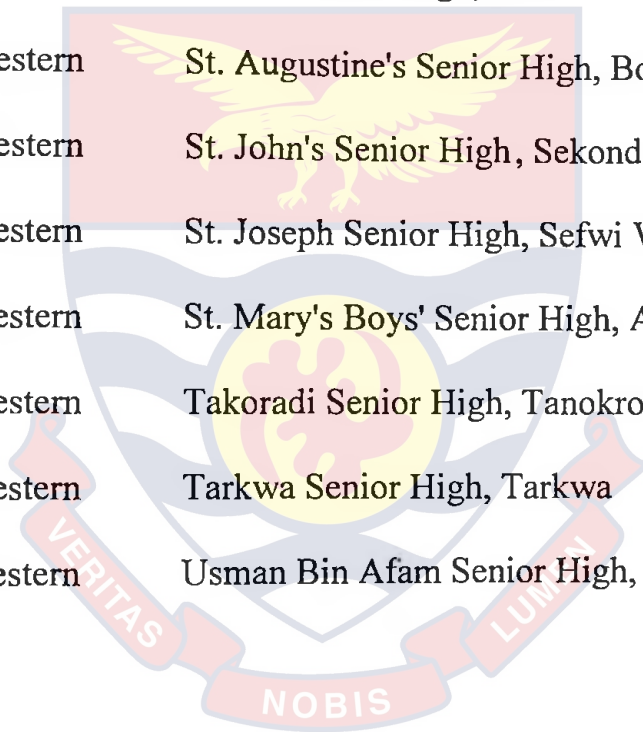 estern St. Augustine's Senior High, Bo
estern St. John's Senior High, Sekond
estern St. Joseph Senior High, Sefwi
estern St. Mary's Boys' Senior High, A
estern Takoradi Senior High, Tanokro
estern Tarkwa Senior High, Tarkwa
estern Usman Bin Afam Senior High,
VERITAS NOBIS LUMEN